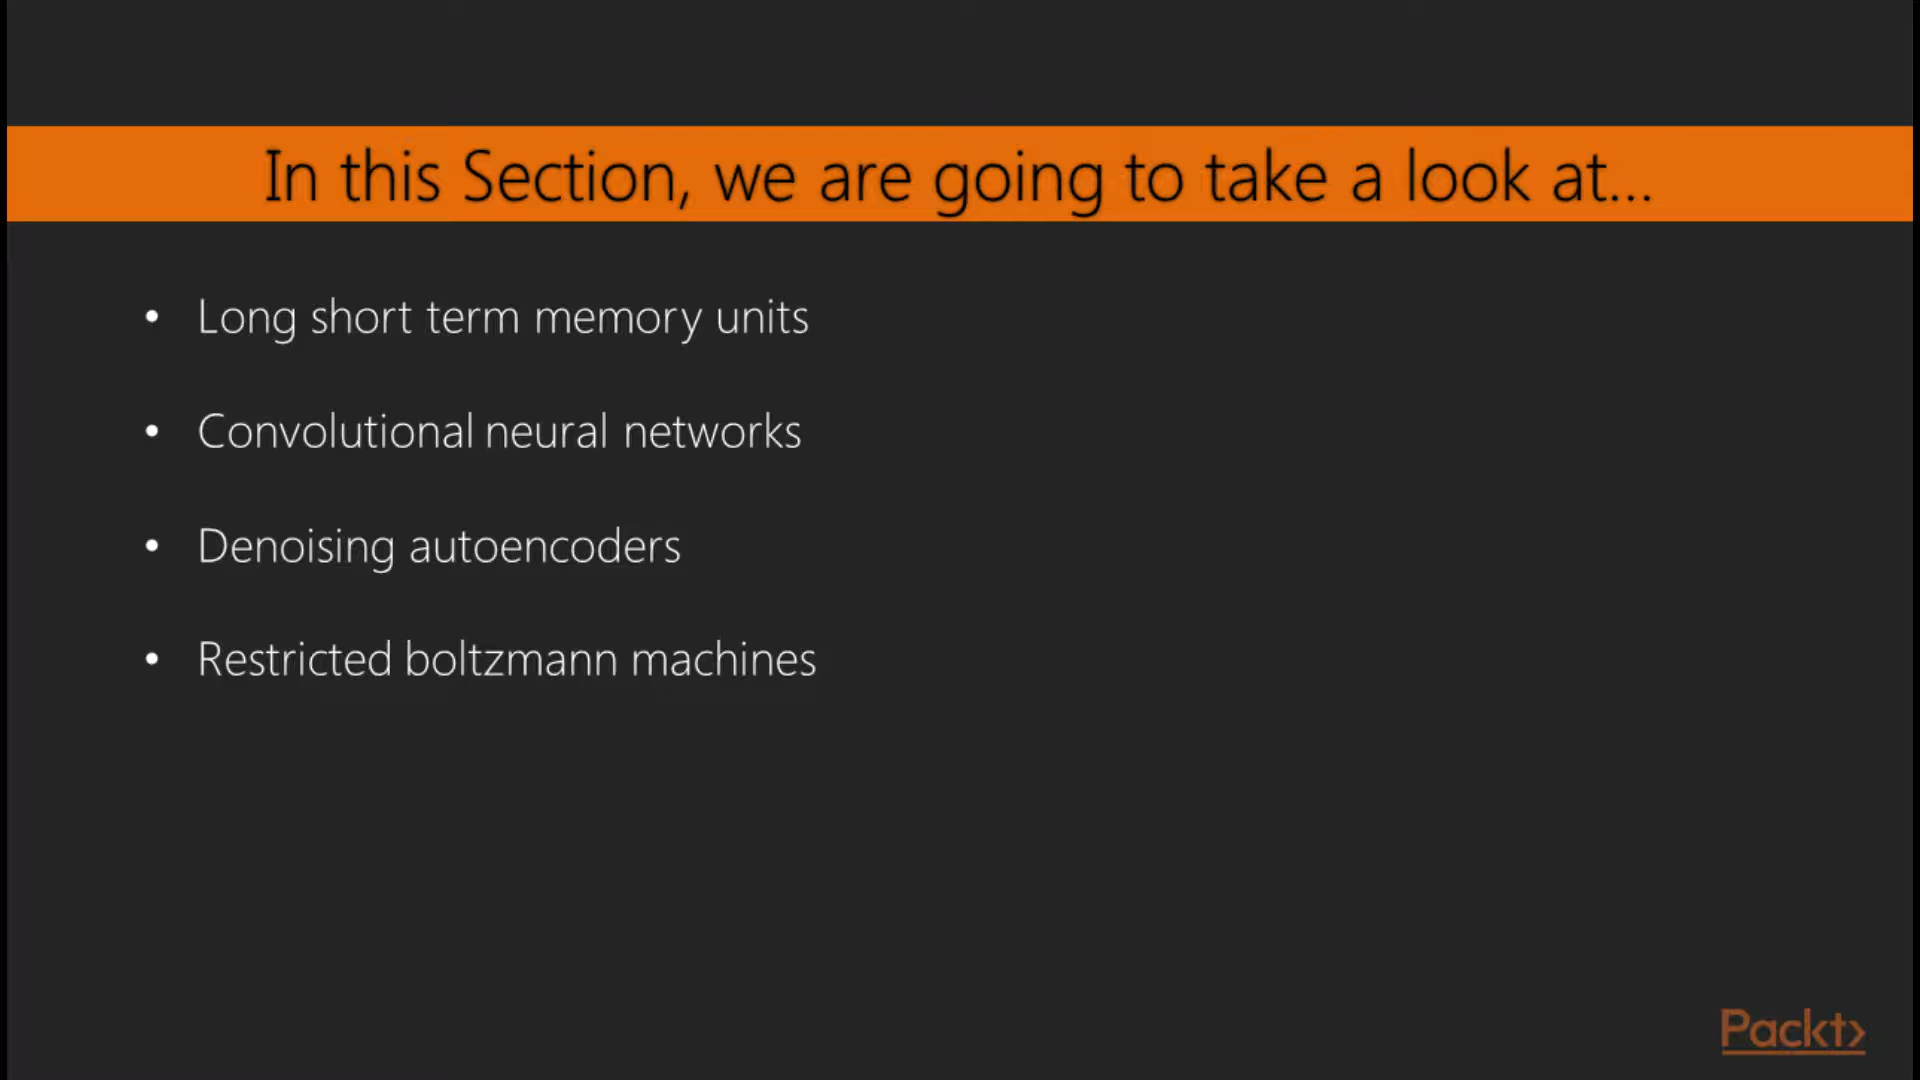 In this Section, we are going to take a look at...
• Long short term memory units
• Convolutional neural networks
• Denoising autoencoders
• Restricted boltzmann machines
Packt>